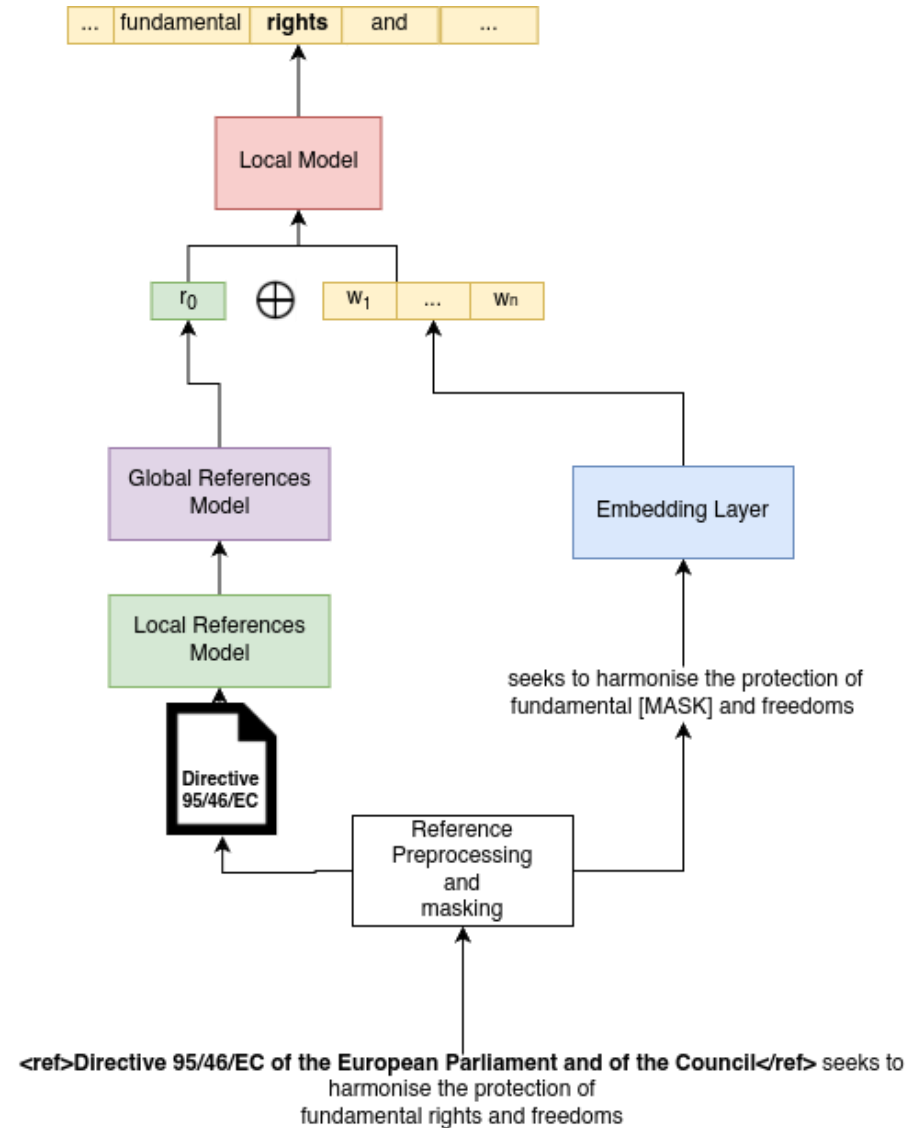 ... fundamental rights and ...
Local Model
r0 ⊕ w1 ... wn
Global References
Model
Embedding Layer
Local References
Model
seeks to harmonise the protection of
fundamental [MASK] and freedoms
Directive
95/46/EC
Reference
Preprocessing
and
masking
<ref>Directive 95/46/EC of the European Parliament and of the Council</ref> seeks to
harmonise the protection of
fundamental rights and freedoms